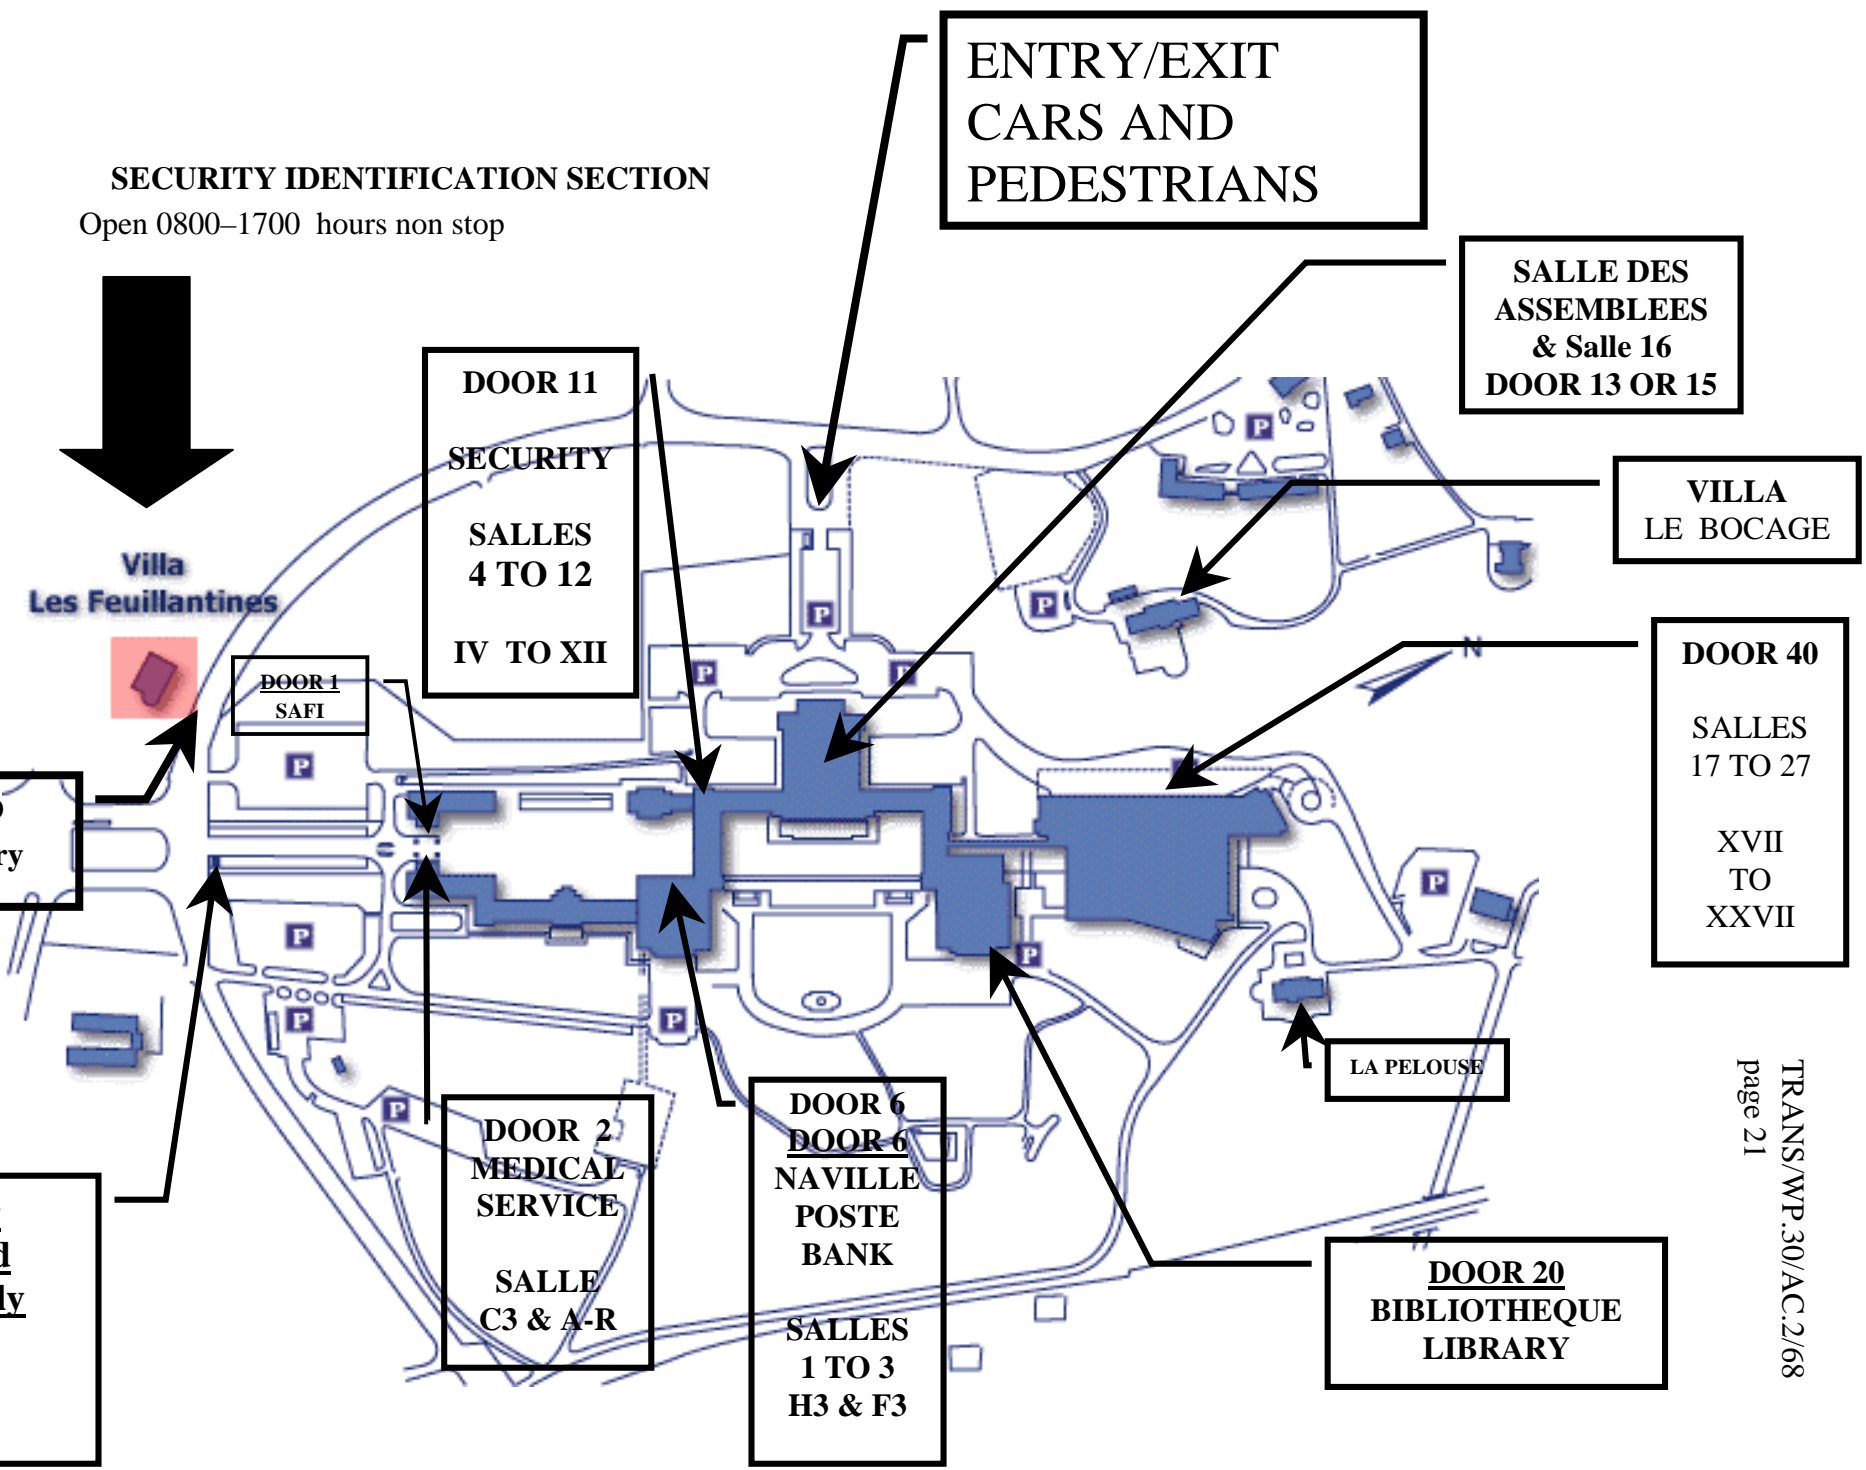 ENTRY/EXIT
CARS AND
PEDESTRIANS
SECURITY IDENTIFICATION SECTION
Open 0800–1700 hours non stop
SALLE DES
ASSEMBLEES
& Salle 16
DOOR 13 OR 15
DOOR 11
SECURITY
SALLES
4 TO 12
IV TO XII
VILLA
LE BOCAGE
Villa
Les Feuillantines
DOOR 1
SAFI
N
DOOR 40
SALLES
17 TO 27
XVII
TO
XXVII
P
P
P
P
P
P
P
P
P
P
P
P
ry
d
ly
LA PELOUSE
DOOR 2
MEDICAL
SERVICE
SALLE
C3 & A-R
DOOR 6
DOOR 6
NAVILLE
POSTE
BANK
SALLES
1 TO 3
H3 & F3
DOOR 20
BIBLIOTHEQUE
LIBRARY
TRANS/WP.30/AC.2/68
page 21